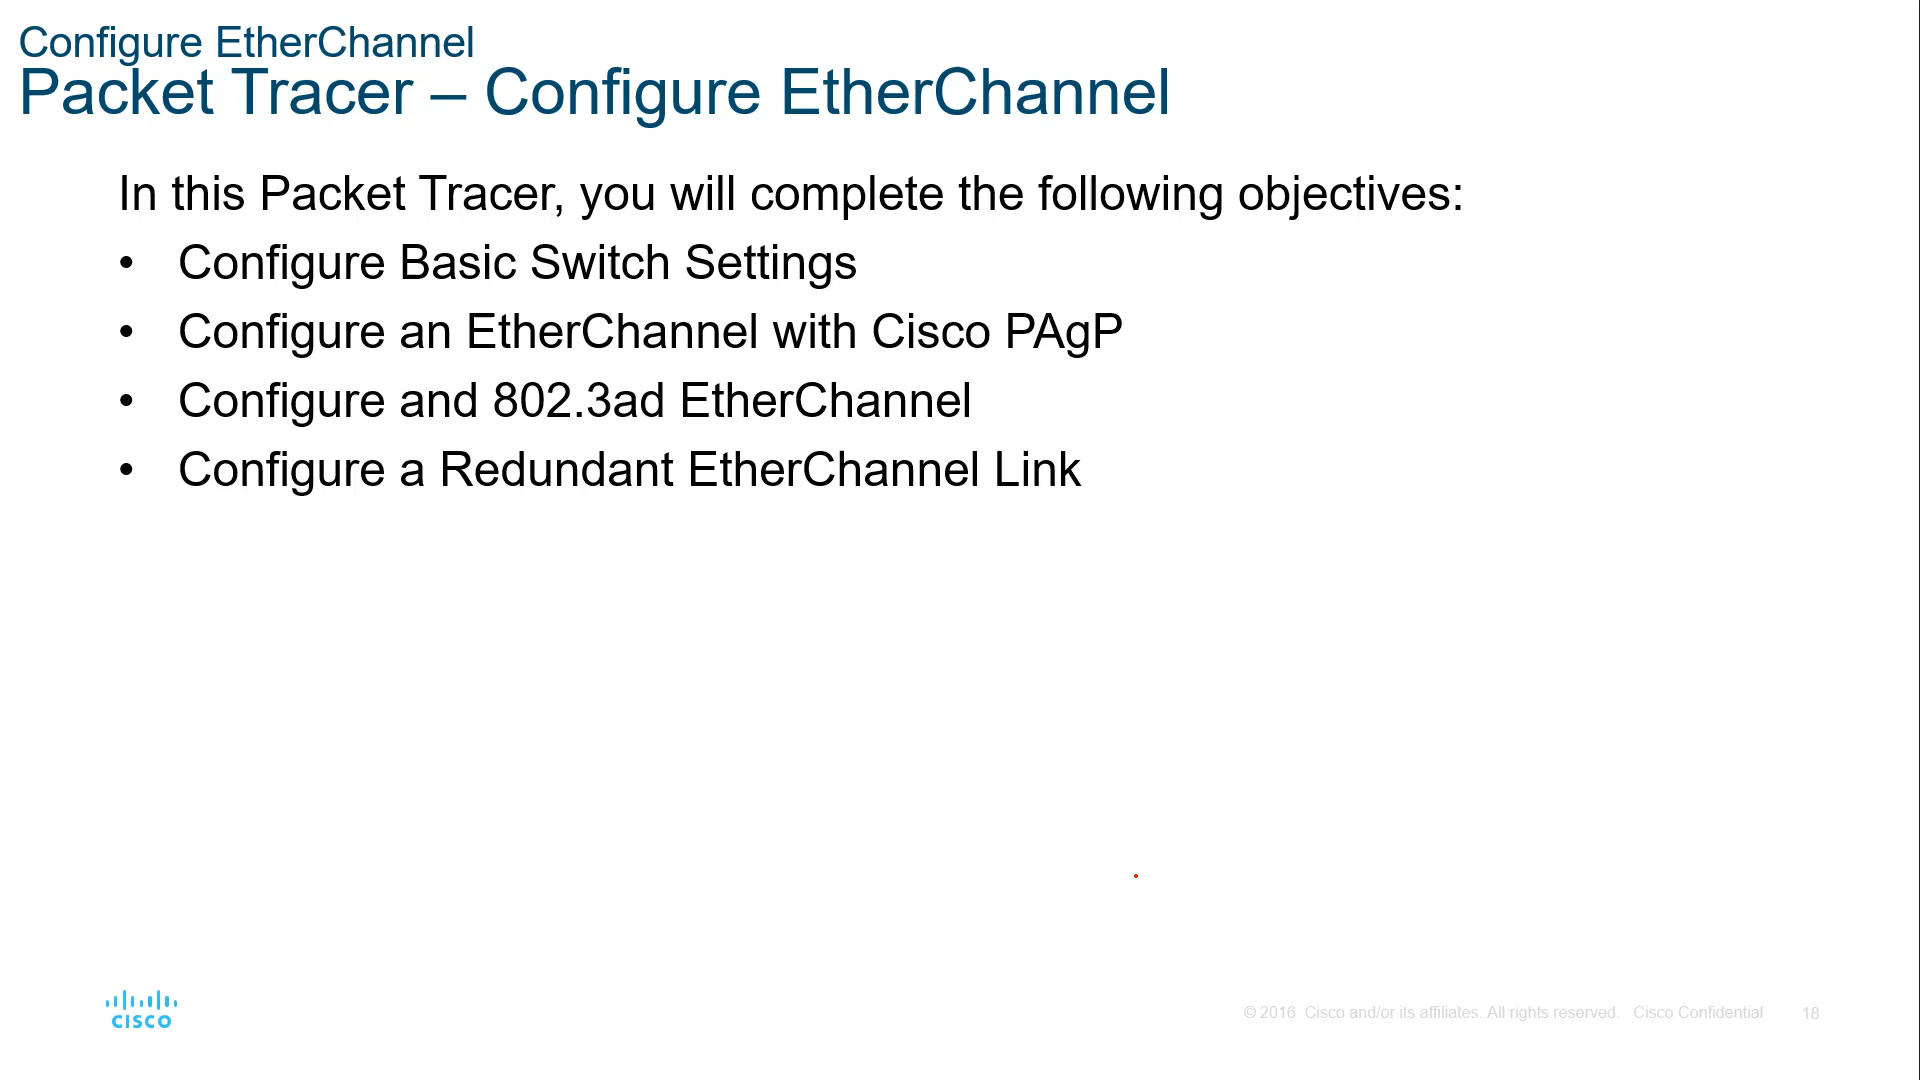 Configure EtherChannel
Packet Tracer – Configure EtherChannel
In this Packet Tracer, you will complete the following objectives:
• Configure Basic Switch Settings
• Configure an EtherChannel with Cisco PAgP
• Configure and 802.3ad EtherChannel
• Configure a Redundant EtherChannel Link
CISCO
© 2016 Cisco and/or its affiliates. All rights reserved. Cisco Confidential 18